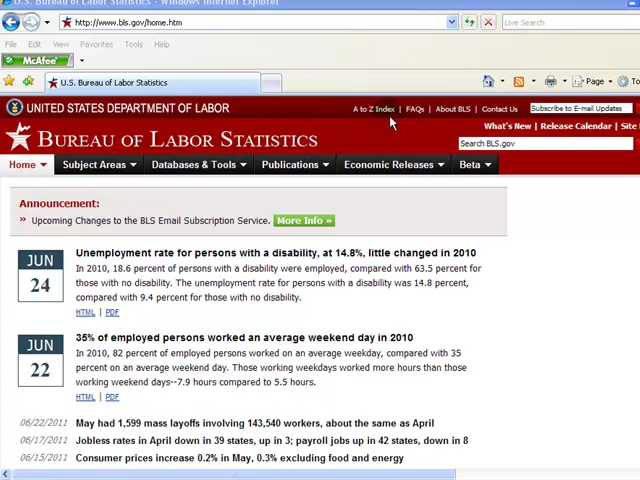 U.S. Bureau of Labor Statistics - Windows Internet Explorer
http://www.bls.gov/home.htm
Live Search
File Edit View Favorites Tools Help
McAfee
U.S. Bureau of Labor Statistics
Page
UNITED STATES DEPARTMENT OF LABOR
A to Z Index | FAQs | About BLS | Contact Us
Subscribe to E-mail Updates
BUREAU OF LABOR STATISTICS
What's New | Release Calendar | Site
Search BLS.gov
Home Subject Areas Databases & Tools Publications Economic Releases Beta
Announcement:
» Upcoming Changes to the BLS Email Subscription Service. More Info »
JUN
24
Unemployment rate for persons with a disability, at 14.8%, little changed in 2010
In 2010, 18.6 percent of persons with a disability were employed, compared with 63.5 percent for
those with no disability. The unemployment rate for persons with a disability was 14.8 percent,
compared with 9.4 percent for those with no disability.
HTML | PDF
JUN
22
35% of employed persons worked an average weekend day in 2010
In 2010, 82 percent of employed persons worked on an average weekday, compared with 35
percent on an average weekend day. Those working weekdays worked more hours than those
working weekend days--7.9 hours compared to 5.5 hours.
HTML | PDF
06/22/2011 May had 1,599 mass layoffs involving 143,540 workers, about the same as April
06/17/2011 Jobless rates in April down in 39 states, up in 3; payroll jobs up in 42 states, down in 8
06/15/2011 Consumer prices increase 0.2% in May, 0.3% excluding food and energy